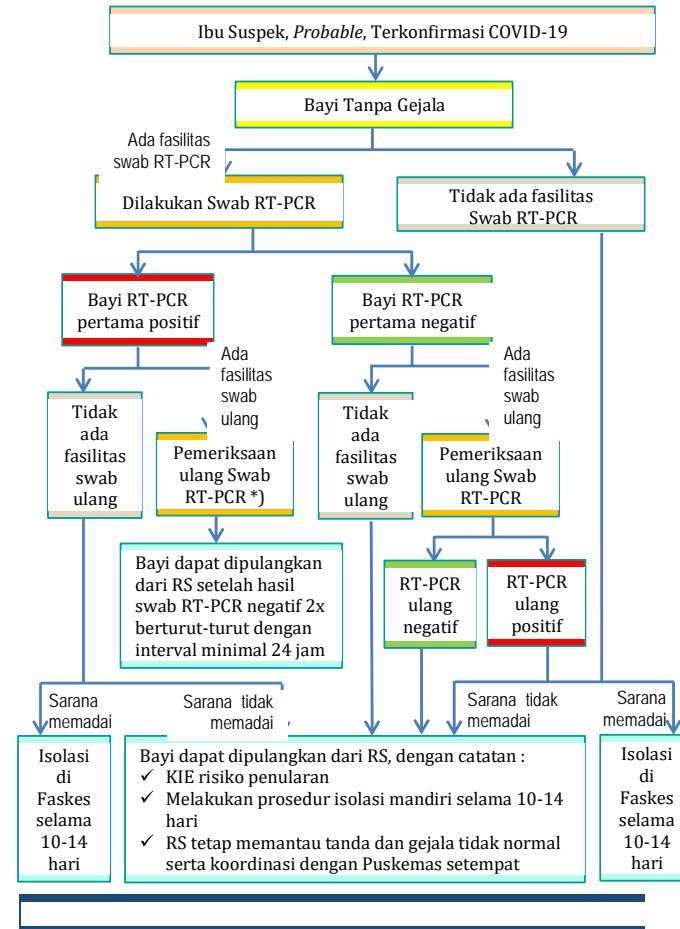 Ibu Suspek, Probable, Terkonfirmasi COVID-19
Bayi Tanpa Gejala
Ada fasilitas
swab RT-PCR
Dilakukan Swab RT-PCR
Tidak ada fasilitas
Swab RT-PCR
Bayi RT-PCR
pertama positif
Bayi RT-PCR
pertama negatif
Ada
fasilitas
swab
ulang
Ada
fasilitas
swab
ulang
Tidak
ada
fasilitas
swab
ulang
Pemeriksaan
ulang Swab
RT-PCR *)
Tidak
ada
fasilitas
swab
ulang
Pemeriksaan
ulang Swab
RT-PCR
Bayi dapat dipulangkan
dari RS setelah hasil
swab RT-PCR negatif 2x
berturut-turut dengan
interval minimal 24 jam
RT-PCR
ulang
negatif
RT-PCR
ulang
positif
Sarana
memadai
Sarana tidak
memadai
Sarana tidak
memadai
Sarana
memadai
Isolasi
di
Faskes
selama
10-14
hari
Bayi dapat dipulangkan dari RS, dengan catatan :
✓ KIE risiko penularan
✓ Melakukan prosedur isolasi mandiri selama 10-14
hari
✓ RS tetap memantau tanda dan gejala tidak normal
serta koordinasi dengan Puskemas setempat
Isolasi
di
Faskes
selama
10-14
hari